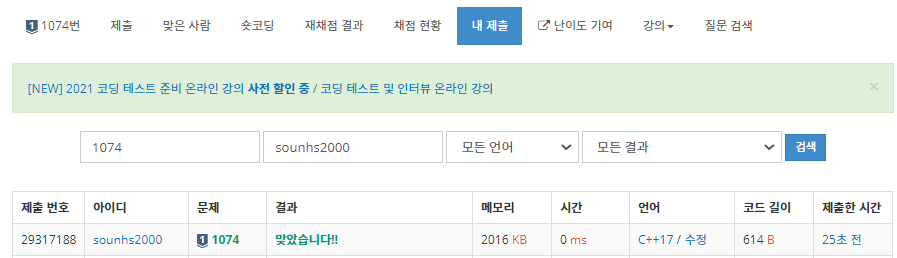 1 1074번 제출 맞은 사람 숏코딩 재채점 결과 채점 현황 내 제출 난이도 기여 강의 질문 검색
[NEW] 2021 코딩 테스트 준비 온라인 강의 사전 할인 중 / 코딩 테스트 및 인터뷰 온라인 강의 ×
1074 sounhs2000 모든 언어 모든 결과 검색
제출 번호 아이디 문제 결과 메모리 시간 언어 코드 길이 제출한 시간
29317188 sounhs2000 1 1074 맞았습니다!! 2016 KB 0 ms C++17 / 수정 614 B 25초 전